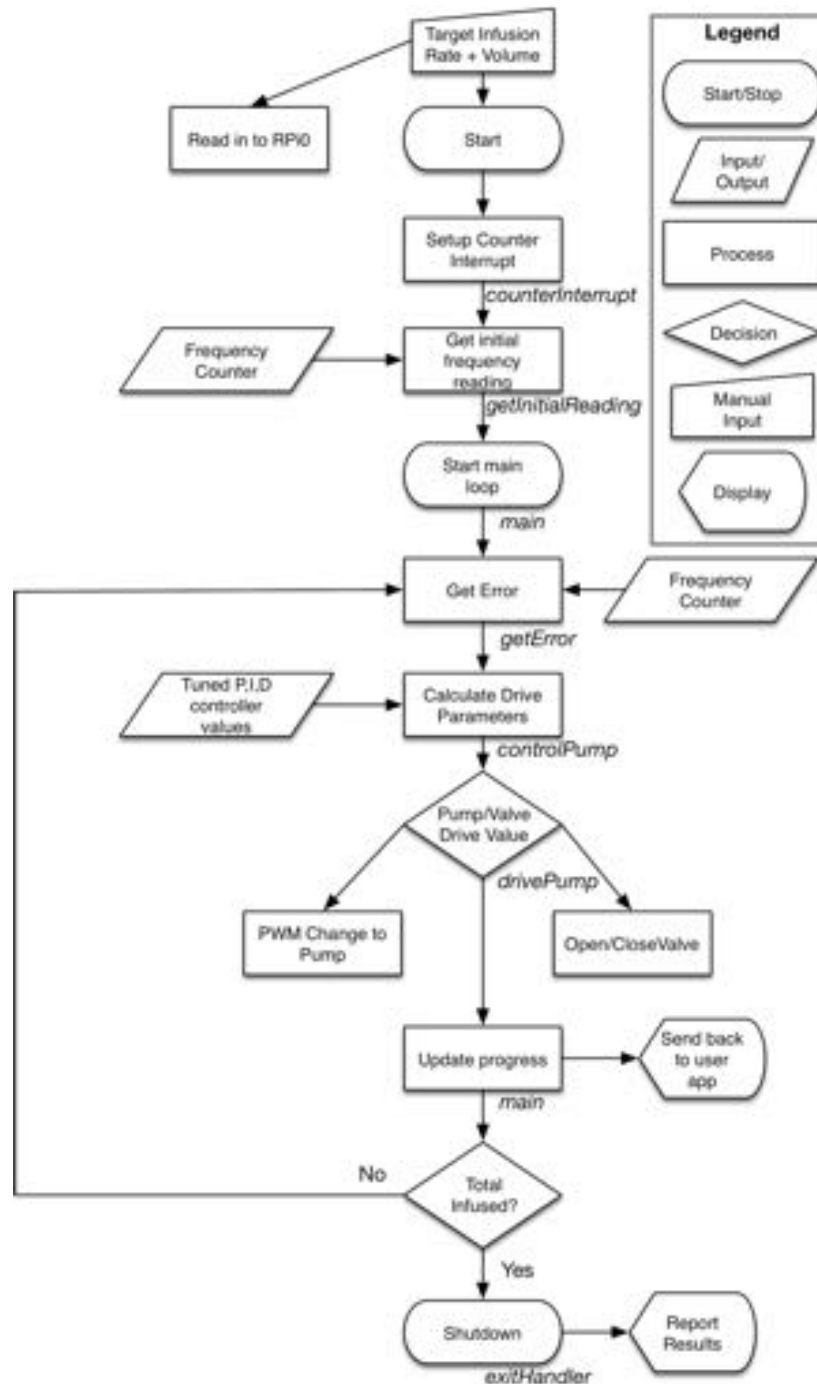 Target Infusion
Rate + Volume
Legend
Start/Stop
Read in to RPi0
Start
Input/
Output
Setup Counter
Interrupt
Process
counterInterrupt
Frequency
Counter
Get initial
frequency
reading
Decision
getInitialReading
Manual
Input
Start main
loop
Display
main
Get Error
Frequency
Counter
getError
Tuned P.I.D
controller
values
Calculate Drive
Parameters
controlPump
Pump/Valve
Drive Value
drivePump
PWM Change to
Pump
Open/CloseValve
Update progress
Send back
to user
app
main
No
Total
Infused?
Yes
Shutdown
Report
Results
exitHandler